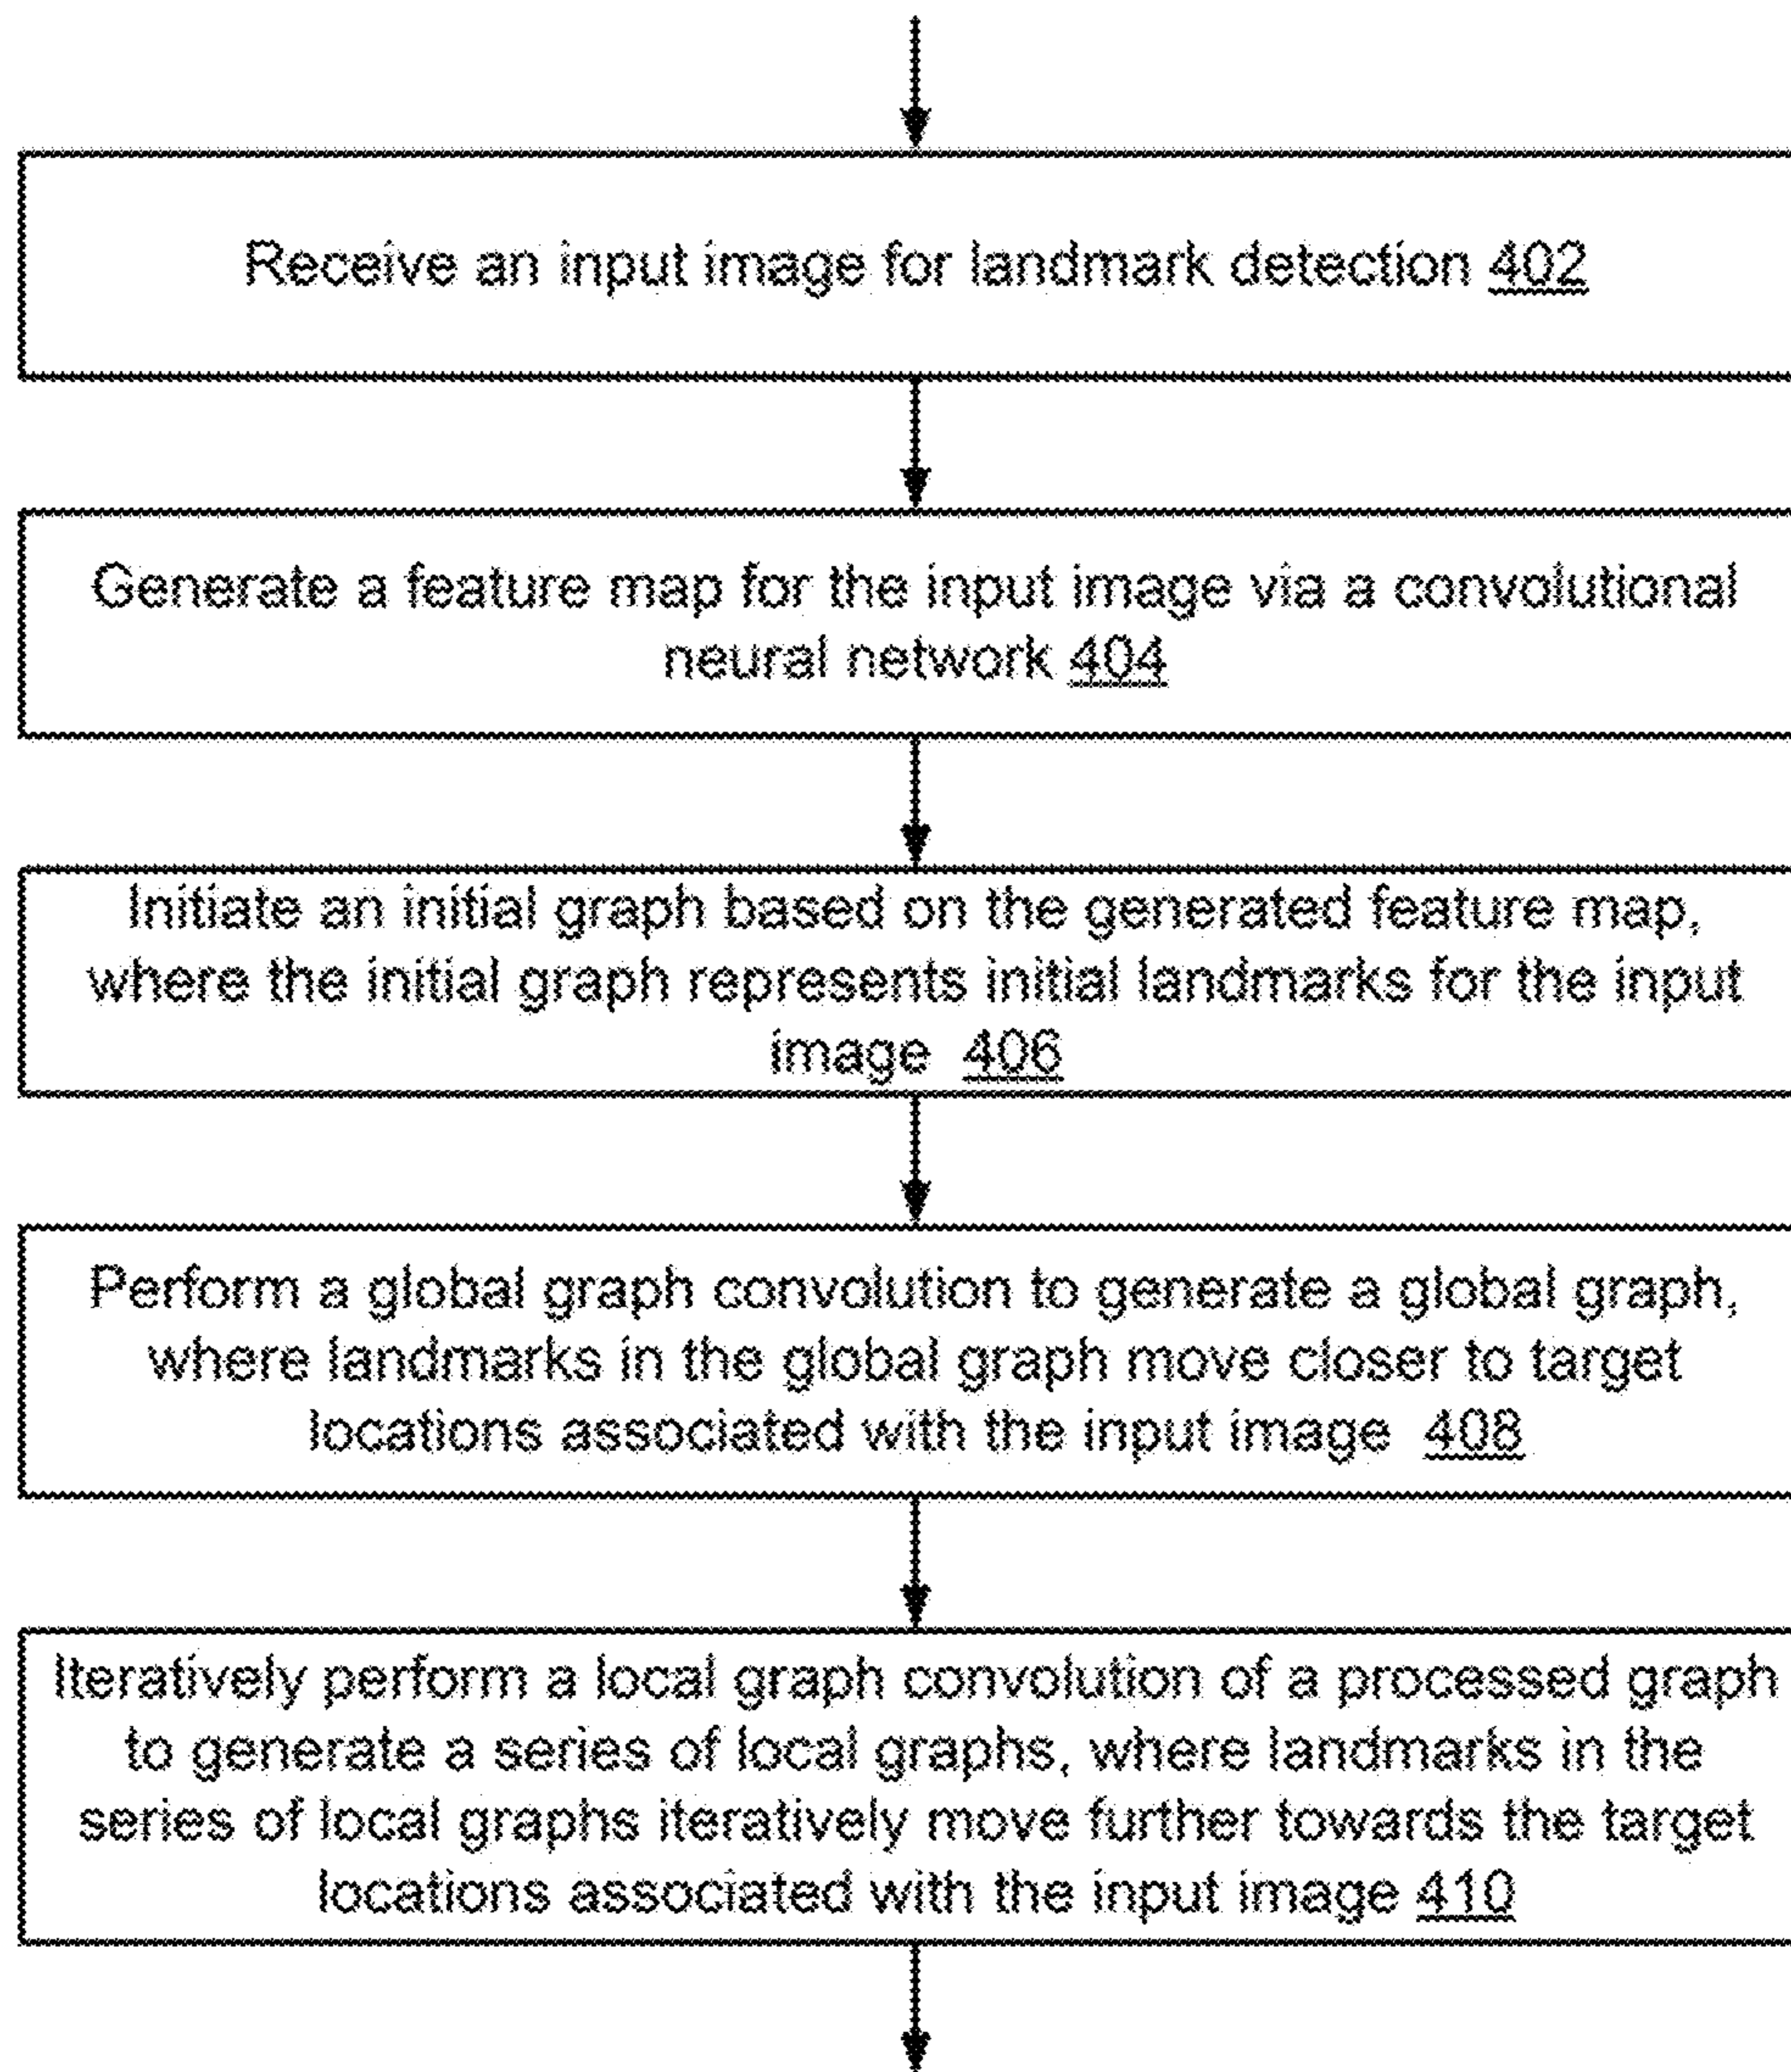 Receive an input image for landmark detection 402
Generate a feature map for the input image via a convolutional
neural network 404
Initiate an initial graph based on the generated feature map,
where the initial graph represents initial landmarks for the input
image 406
Perform a global graph convolution to generate a global graph,
where landmarks in the global graph move closer to target
locations associated with the input image 408
Iteratively perform a local graph convolution of a processed graph
to generate a series of local graphs, where landmarks in the
series of local graphs iteratively move further towards the target
locations associated with the input image 410